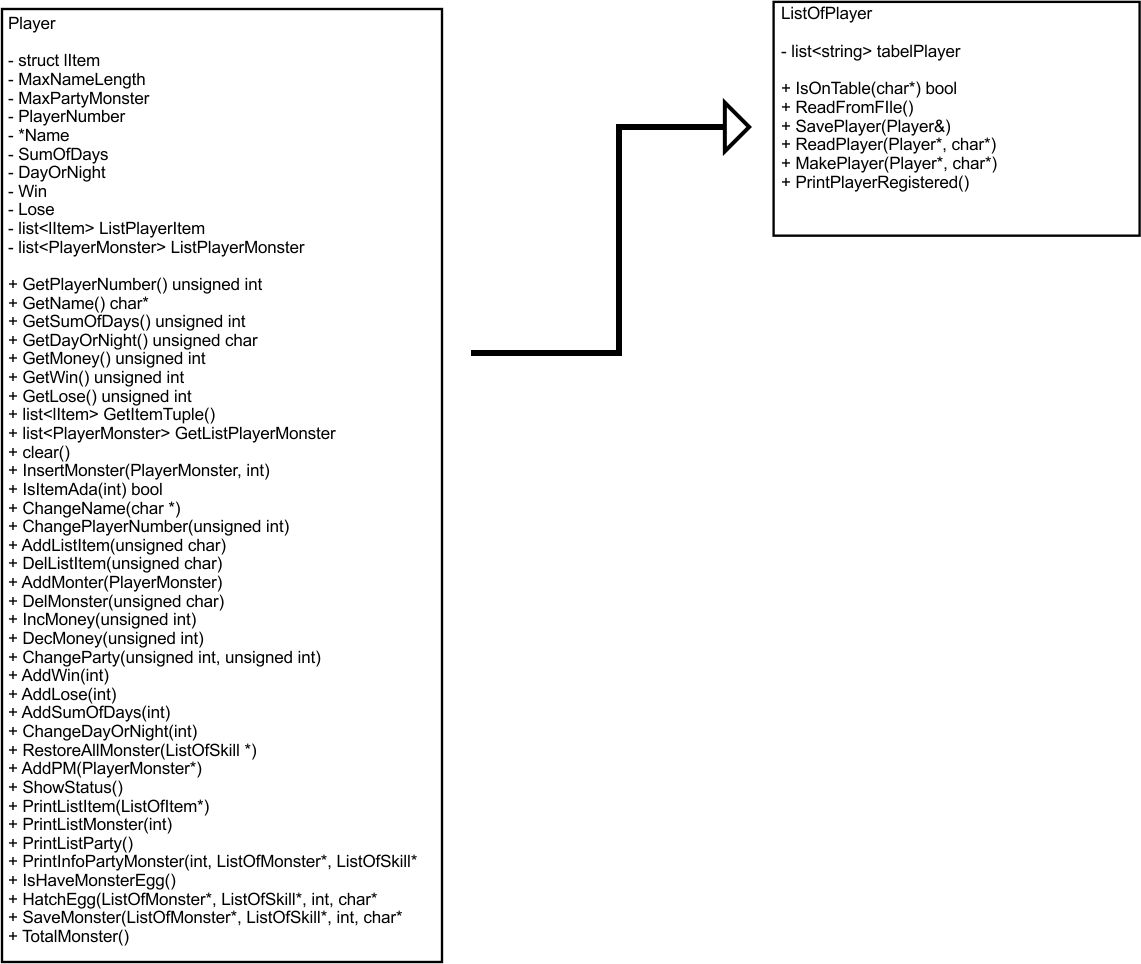 Player
- struct IItem
- MaxNameLength
- MaxPartyMonster
- PlayerNumber
- *Name
- SumOfDays
- DayOrNight
- Win
- Lose
- list<IItem> ListPlayerItem
- list<PlayerMonster> ListPlayerMonster
+ GetPlayerNumber() unsigned int
+ GetName() char*
+ GetSumOfDays() unsigned int
+ GetDayOrNight() unsigned char
+ GetMoney() unsigned int
+ GetWin() unsigned int
+ GetLose() unsigned int
+ list<IItem> GetItemTuple()
+ list<PlayerMonster> GetListPlayerMonster
+ clear()
+ InsertMonster(PlayerMonster, int)
+ IsItemAda(int) bool
+ ChangeName(char *)
+ ChangePlayerNumber(unsigned int)
+ AddListItem(unsigned char)
+ DelListItem(unsigned char)
+ AddMonter(PlayerMonster)
+ DelMonster(unsigned char)
+ IncMoney(unsigned int)
+ DecMoney(unsigned int)
+ ChangeParty(unsigned int, unsigned int)
+ AddWin(int)
+ AddLose(int)
+ AddSumOfDays(int)
+ ChangeDayOrNight(int)
+ RestoreAllMonster(ListOfSkill *)
+ AddPM(PlayerMonster*)
+ ShowStatus()
+ PrintListItem(ListOfItem*)
+ PrintListMonster(int)
+ PrintListParty()
+ PrintInfoPartyMonster(int, ListOfMonster*, ListOfSkill*
+ IsHaveMonsterEgg()
+ HatchEgg(ListOfMonster*, ListOfSkill*, int, char*
+ SaveMonster(ListOfMonster*, ListOfSkill*, int, char*
+ TotalMonster()
ListOfPlayer
- list<string> tabelPlayer
+ IsOnTable(char*) bool
+ ReadFromFIle()
+ SavePlayer(Player&)
+ ReadPlayer(Player*, char*)
+ MakePlayer(Player*, char*)
+ PrintPlayerRegistered()